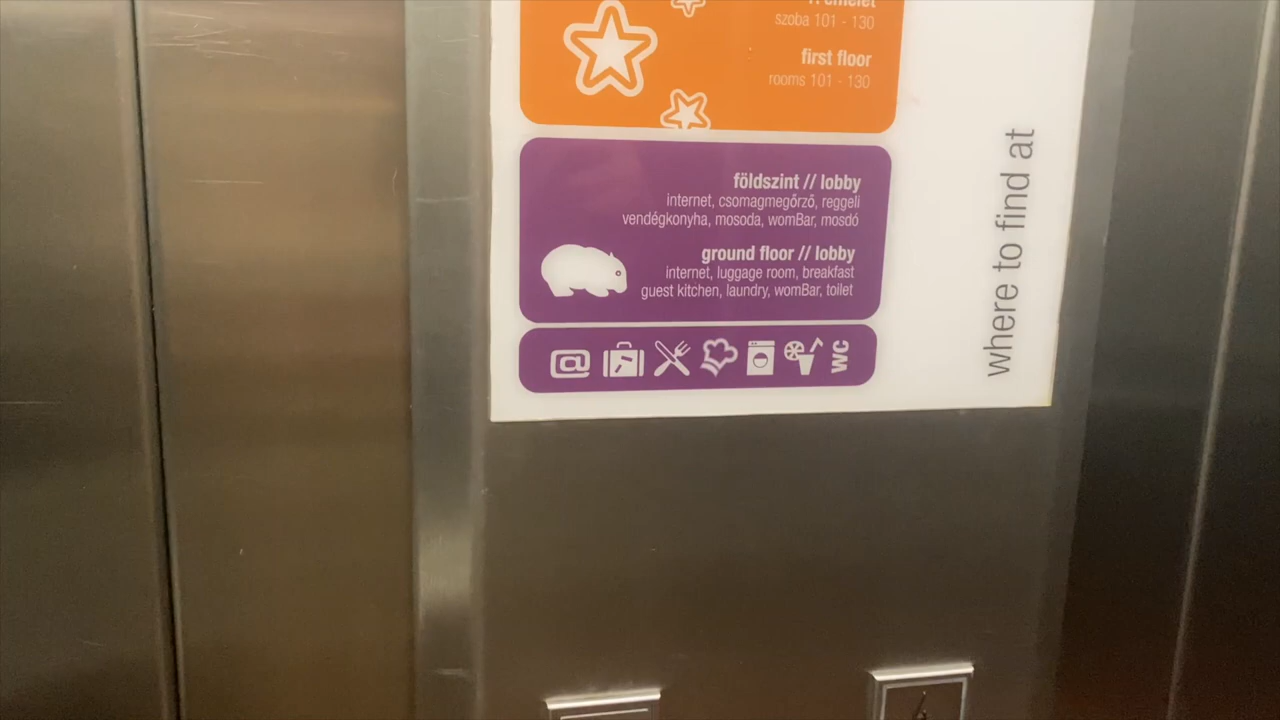 emelet
szoba 101 - 130
first floor
rooms 101 - 130
földszint // lobby
internet, csomagmegőrző, reggeli
vendégkonyha, mosoda, womBar, mosdó
ground floor // lobby
internet, luggage room, breakfast
guest kitchen, laundry, womBar, toilet
@
WC
where to find at